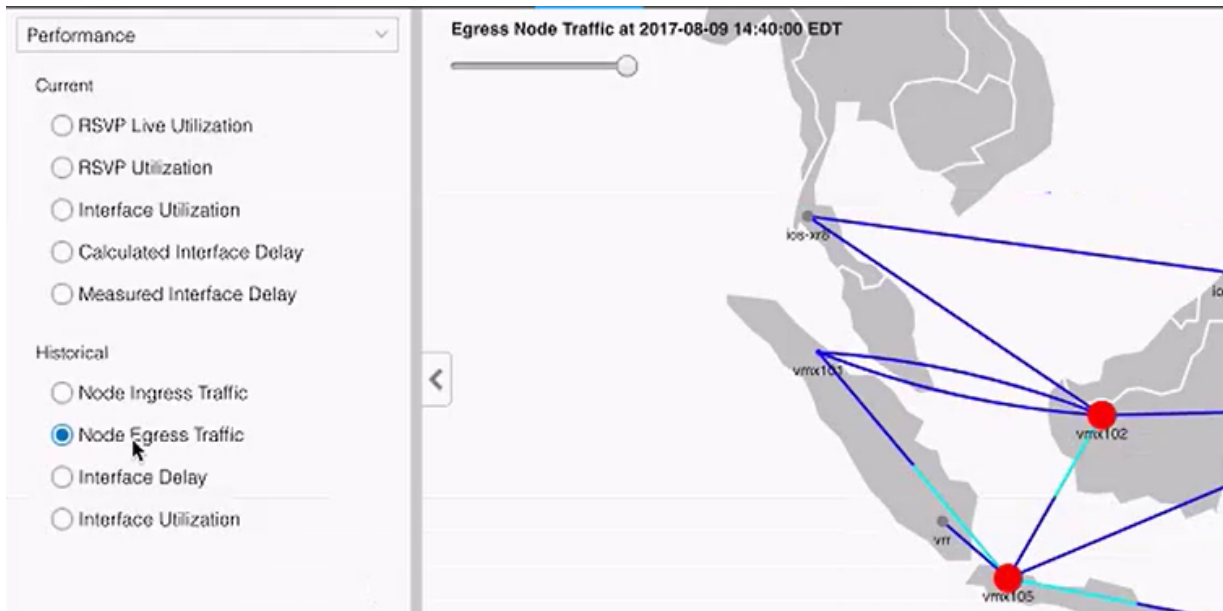 Performance
Current
RSVP Live Utilization
RSVP Utilization
Interface Utilization
Calculated Interface Delay
Measured Interface Delay
Historical
Node Ingress Traffic
Node Egress Traffic
Interface Delay
Interface Utilization
Egress Node Traffic at 2017-08-09 14:40:00 EDT
ios-xr8
io
vmx101
vmx102
vrr
vmx105